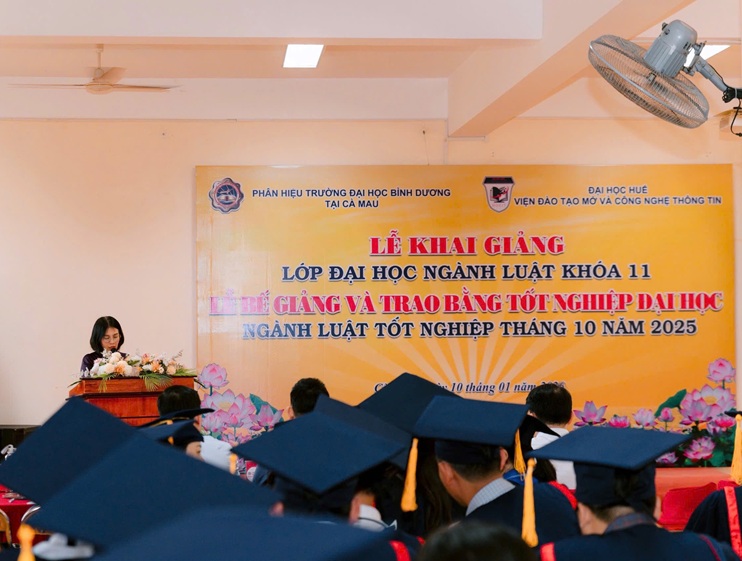 PHÂN HIỆU TRƯỜNG ĐẠI HỌC BÌNH DƯƠNG
TẠI CÀ MAU
ĐẠI HỌC HUẾ
VIỆN ĐÀO TẠO MỞ VÀ CÔNG NGHỆ THÔNG TIN
LỄ KHAI GIẢNG
LỚP ĐẠI HỌC NGÀNH LUẬT KHÓA 11
LỄ BẾ GIẢNG VÀ TRAO BẰNG TỐT NGHIỆP ĐẠI HỌC
NGÀNH LUẬT TỐT NGHIỆP THÁNG 10 NĂM 2025
10 tháng 01 năm